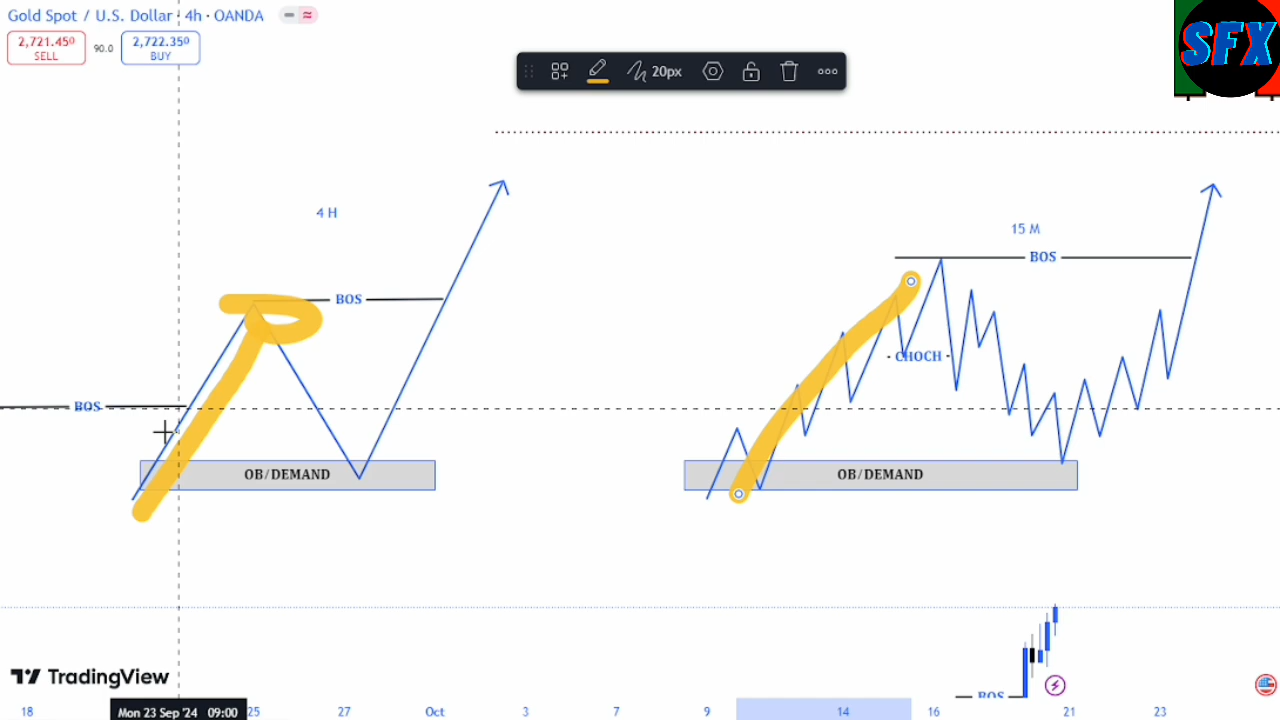 Gold Spot / U.S. Dollar · 4h · OANDA
2,721.450
SELL
90.0
2,722.350
BUY
20px
SFX
4 H
15 M
BOS
BOS
CHOCH
BOS
OB/DEMAND
OB/DEMAND
BOS
TradingView
18
Mon 23 Sep '24 09:00
25
27
Oct
3
7
9
14
16
21
23